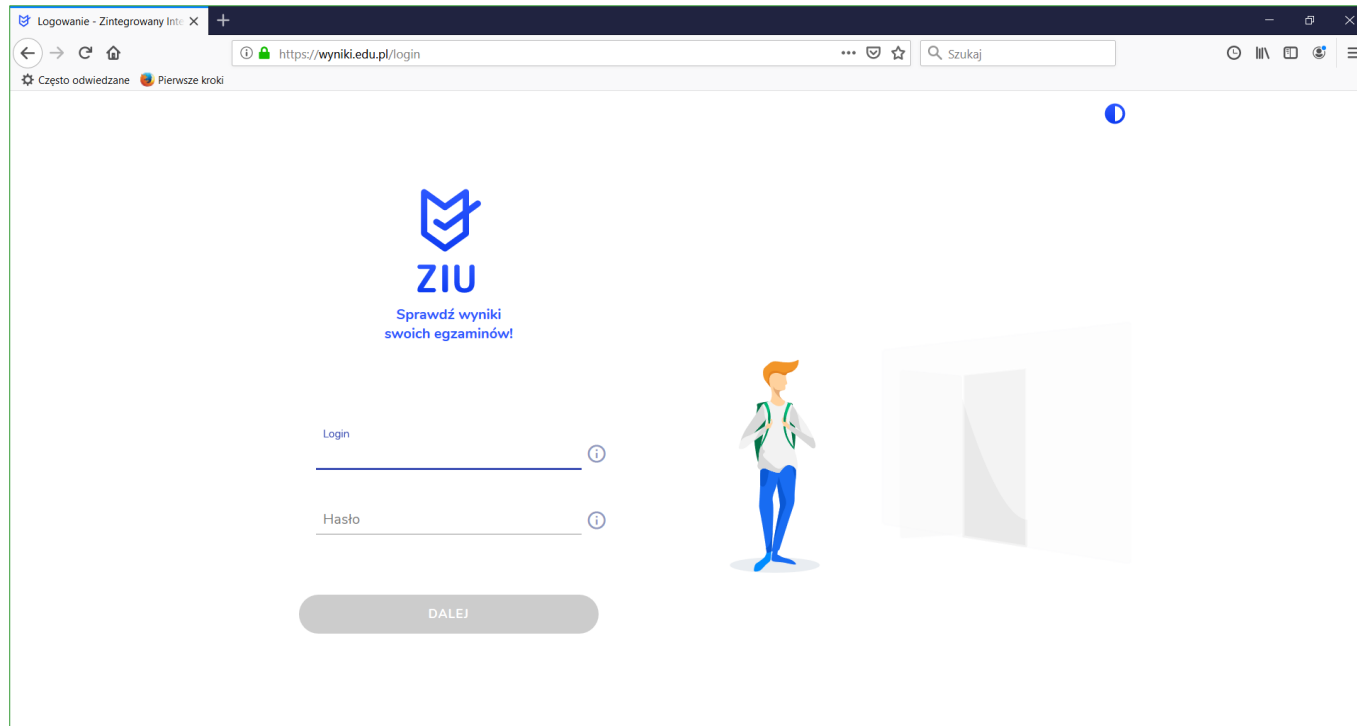 Logowanie - Zintegrowany Inte
https://wyniki.edu.pl/login
Szukaj
Często odwiedzane
Pierwsze kroki
ZIU
Sprawdź wyniki
swoich egzaminów!
Login
Hasło
DALEJ